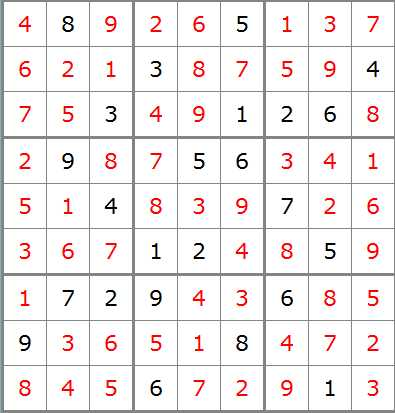 4 8 9 2 6 5 1 3 7
6 2 1 3 8 7 5 9 4
7 5 3 4 9 1 2 6 8
2 9 8 7 5 6 3 4 1
5 1 4 8 3 9 7 2 6
3 6 7 1 2 4 8 5 9
1 7 2 9 4 3 6 8 5
9 3 6 5 1 8 4 7 2
8 4 5 6 7 2 9 1 3